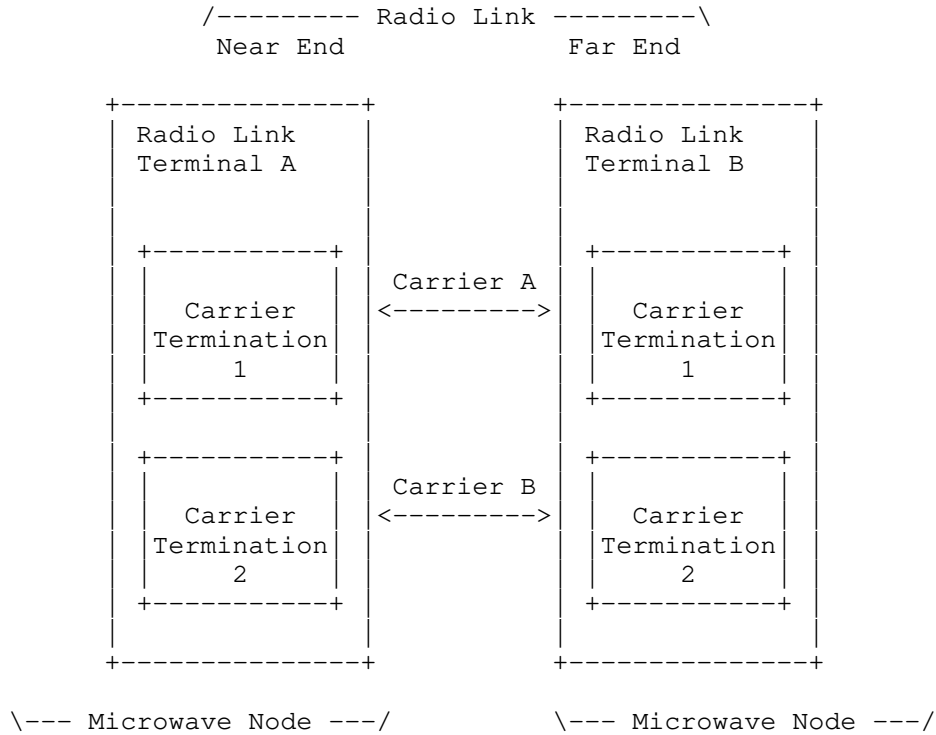 /--------- Radio Link ---------\
Near End Far End
Radio Link Radio Link
Terminal A Terminal B
Carrier A
Carrier <---------> Carrier
Termination Termination
1 1
Carrier B
Carrier <---------> Carrier
Termination Termination
2 2
\--- Microwave Node ---/ \--- Microwave Node ---/